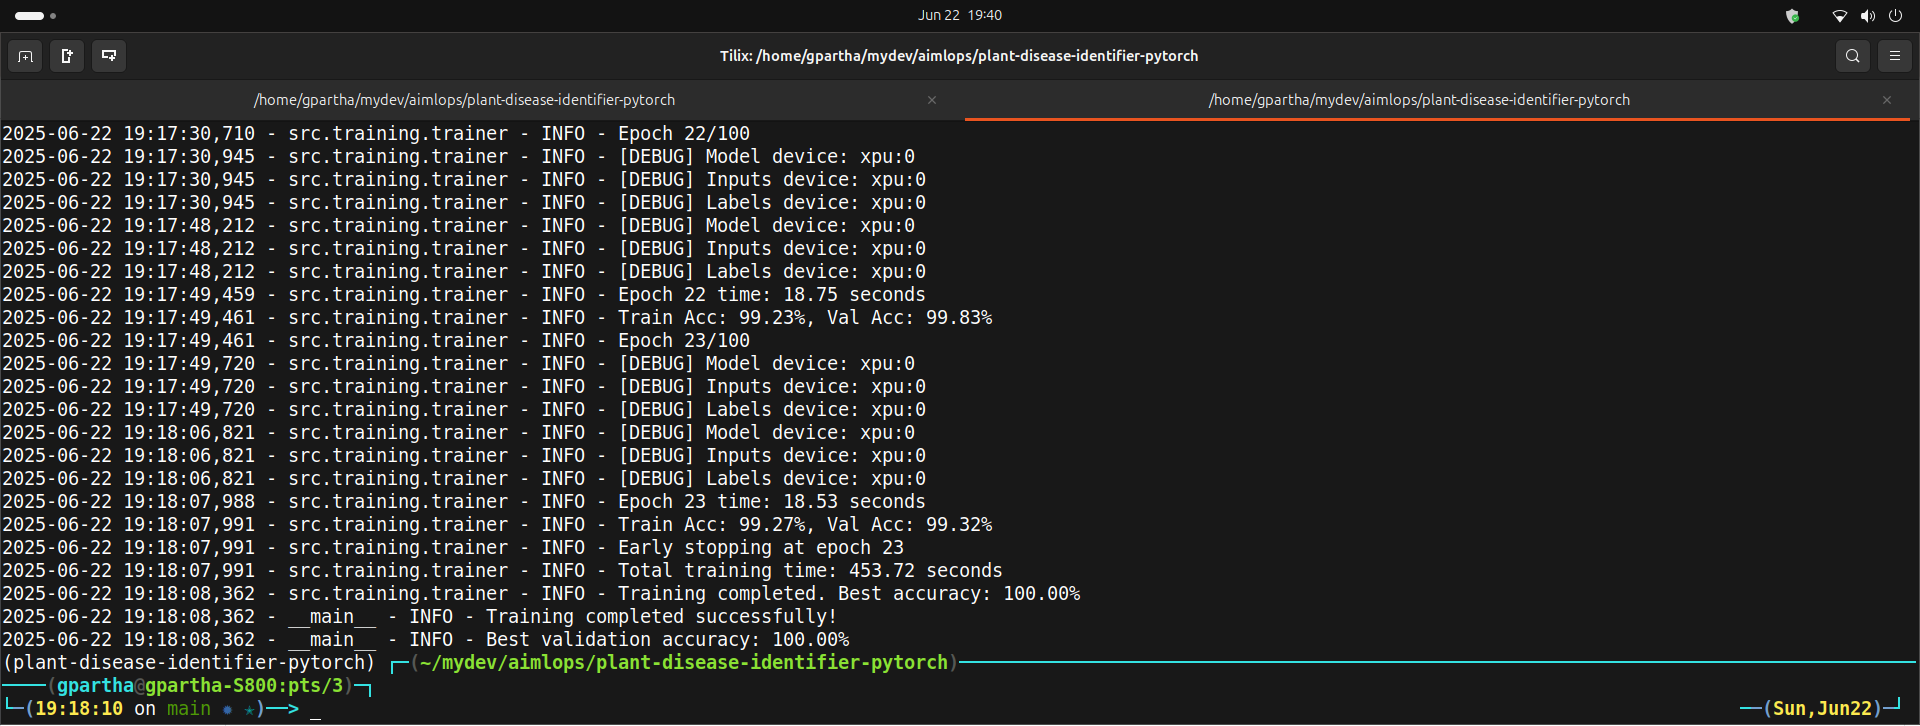 Jun 22 19:40
Tilix: /home/gpartha/mydev/aimlops/plant-disease-identifier-pytorch
/home/gpartha/mydev/aimlops/plant-disease-identifier-pytorch × /home/gpartha/mydev/aimlops/plant-disease-identifier-pytorch ×
2025-06-22 19:17:30,710 - src.training.trainer - INFO - Epoch 22/100
2025-06-22 19:17:30,945 - src.training.trainer - INFO - [DEBUG] Model device: xpu:0
2025-06-22 19:17:30,945 - src.training.trainer - INFO - [DEBUG] Inputs device: xpu:0
2025-06-22 19:17:30,945 - src.training.trainer - INFO - [DEBUG] Labels device: xpu:0
2025-06-22 19:17:48,212 - src.training.trainer - INFO - [DEBUG] Model device: xpu:0
2025-06-22 19:17:48,212 - src.training.trainer - INFO - [DEBUG] Inputs device: xpu:0
2025-06-22 19:17:48,212 - src.training.trainer - INFO - [DEBUG] Labels device: xpu:0
2025-06-22 19:17:49,459 - src.training.trainer - INFO - Epoch 22 time: 18.75 seconds
2025-06-22 19:17:49,461 - src.training.trainer - INFO - Train Acc: 99.23%, Val Acc: 99.83%
2025-06-22 19:17:49,461 - src.training.trainer - INFO - Epoch 23/100
2025-06-22 19:17:49,720 - src.training.trainer - INFO - [DEBUG] Model device: xpu:0
2025-06-22 19:17:49,720 - src.training.trainer - INFO - [DEBUG] Inputs device: xpu:0
2025-06-22 19:17:49,720 - src.training.trainer - INFO - [DEBUG] Labels device: xpu:0
2025-06-22 19:18:06,821 - src.training.trainer - INFO - [DEBUG] Model device: xpu:0
2025-06-22 19:18:06,821 - src.training.trainer - INFO - [DEBUG] Inputs device: xpu:0
2025-06-22 19:18:06,821 - src.training.trainer - INFO - [DEBUG] Labels device: xpu:0
2025-06-22 19:18:07,988 - src.training.trainer - INFO - Epoch 23 time: 18.53 seconds
2025-06-22 19:18:07,991 - src.training.trainer - INFO - Train Acc: 99.27%, Val Acc: 99.32%
2025-06-22 19:18:07,991 - src.training.trainer - INFO - Early stopping at epoch 23
2025-06-22 19:18:07,991 - src.training.trainer - INFO - Total training time: 453.72 seconds
2025-06-22 19:18:08,362 - src.training.trainer - INFO - Training completed. Best accuracy: 100.00%
2025-06-22 19:18:08,362 - __main__ - INFO - Training completed successfully!
2025-06-22 19:18:08,362 - __main__ - INFO - Best validation accuracy: 100.00%
(plant-disease-identifier-pytorch) ┌─(~/mydev/aimlops/plant-disease-identifier-pytorch)─
────(gpartha@gpartha-S800:pts/3)─┐
└─(19:18:10 on main ✹ ✭)──> _ ──(Sun,Jun22)─┘